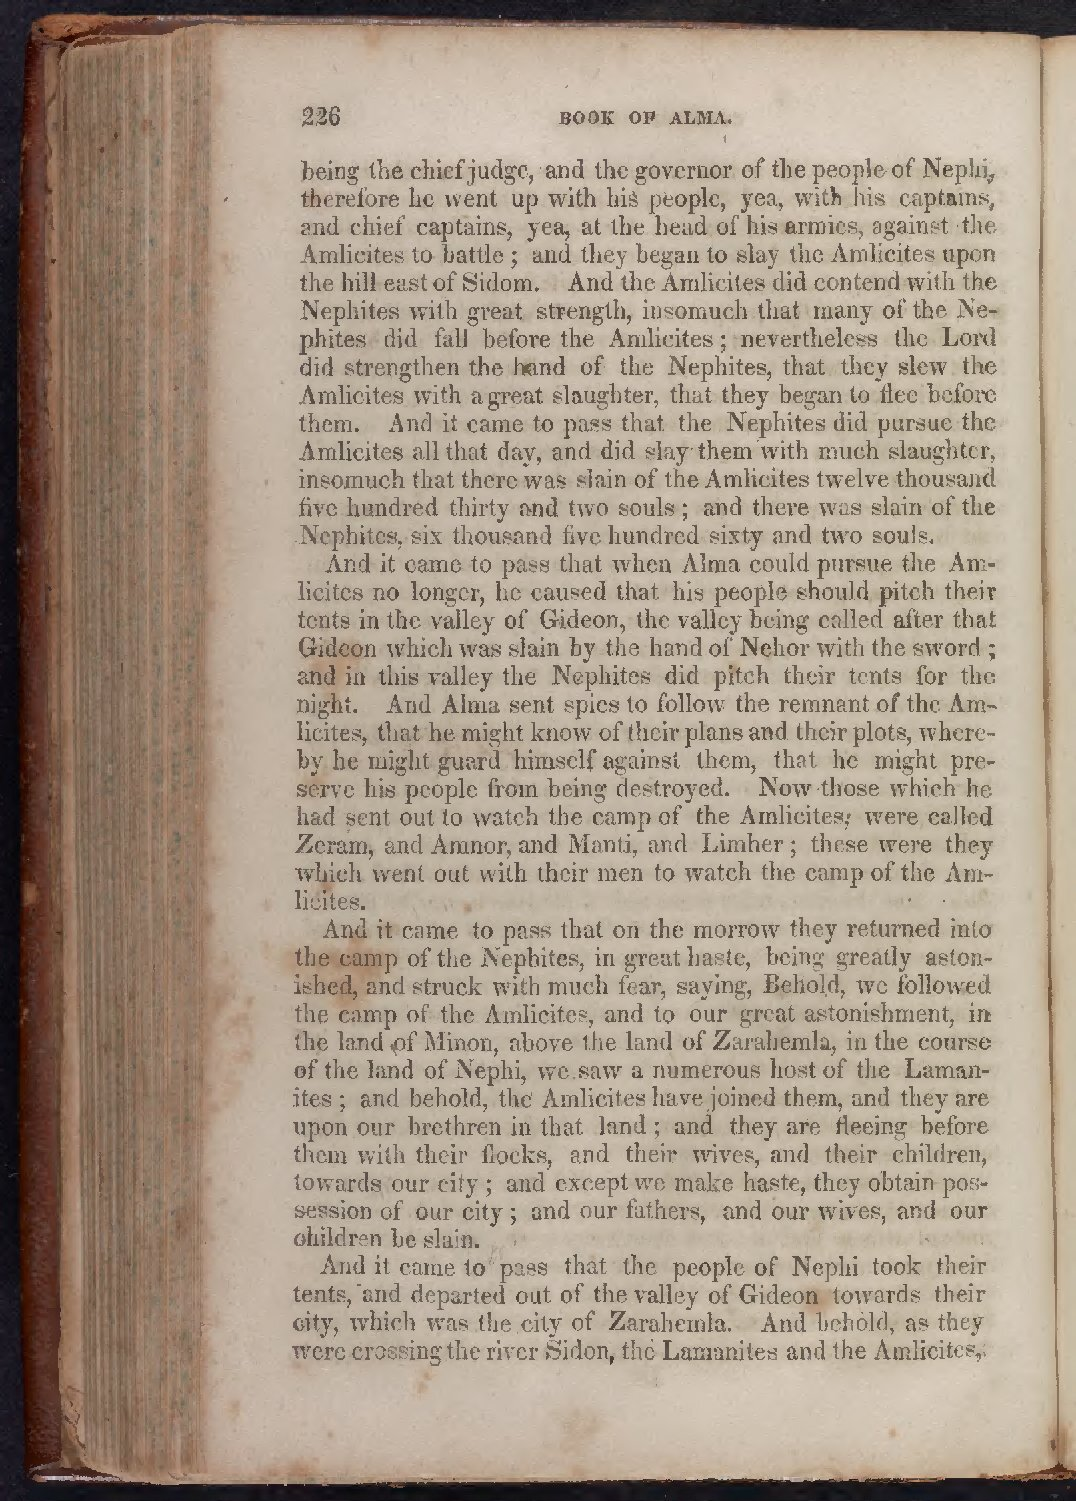 226 BOOK OF ALMA.
being the chief judge, and the governor of the people of Nephi,
therefore he went up with his people, yea, with his captains,
and chief captains, yea, at the head of his armies, against the
Amlicites to battle ; and they began to slay the Amlicites upon
the hill east of Sidom. And the Amlicites did contend with the
Nephites with great strength, insomuch that many of the Ne-
phites did fall before the Amlicites ; nevertheless the Lord
did strengthen the hand of the Nephites, that they slew the
Amlicites with a great slaughter, that they began to flee before
them. And it came to pass that the Nephites did pursue the
Amlicites all that day, and did slay them with much slaughter,
insomuch that there was slain of the Amlicites twelve thousand
five hundred thirty and two souls ; and there was slain of the
Nephites, six thousand five hundred sixty and two souls.
And it came to pass that when Alma could pursue the Am-
licites no longer, he caused that his people should pitch their
tents in the valley of Gideon, the valley being called after that
Gideon which was slain by the hand of Nehor with the sword ;
and in this valley the Nephites did pitch their tents for the
night. And Alma sent spies to follow the remnant of the Am-
licites, that he might know of their plans and their plots, where-
by he might guard himself against them, that he might pre-
serve his people from being destroyed. Now those which he
had sent out to watch the camp of the Amlicites, were called
Zeram, and Amnor, and Manti, and Limher ; these were they
which went out with their men to watch the camp of the Am-
licites.
And it came to pass that on the morrow they returned into
the camp of the Nephites, in great haste, being greatly aston-
ished, and struck with much fear, saying, Behold, we followed
the camp of the Amlicites, and to our great astonishment, in
the land of Minon, above the land of Zarahemla, in the course
of the land of Nephi, we saw a numerous host of the Laman-
ites ; and behold, the Amlicites have joined them, and they are
upon our brethren in that land ; and they are fleeing before
them with their flocks, and their wives, and their children,
towards our city ; and except we make haste, they obtain pos-
session of our city ; and our fathers, and our wives, and our
children be slain.
And it came to pass that the people of Nephi took their
tents, and departed out of the valley of Gideon towards their
city, which was the city of Zarahemla. And behold, as they
were crossing the river Sidon, the Lamanites and the Amlicites,